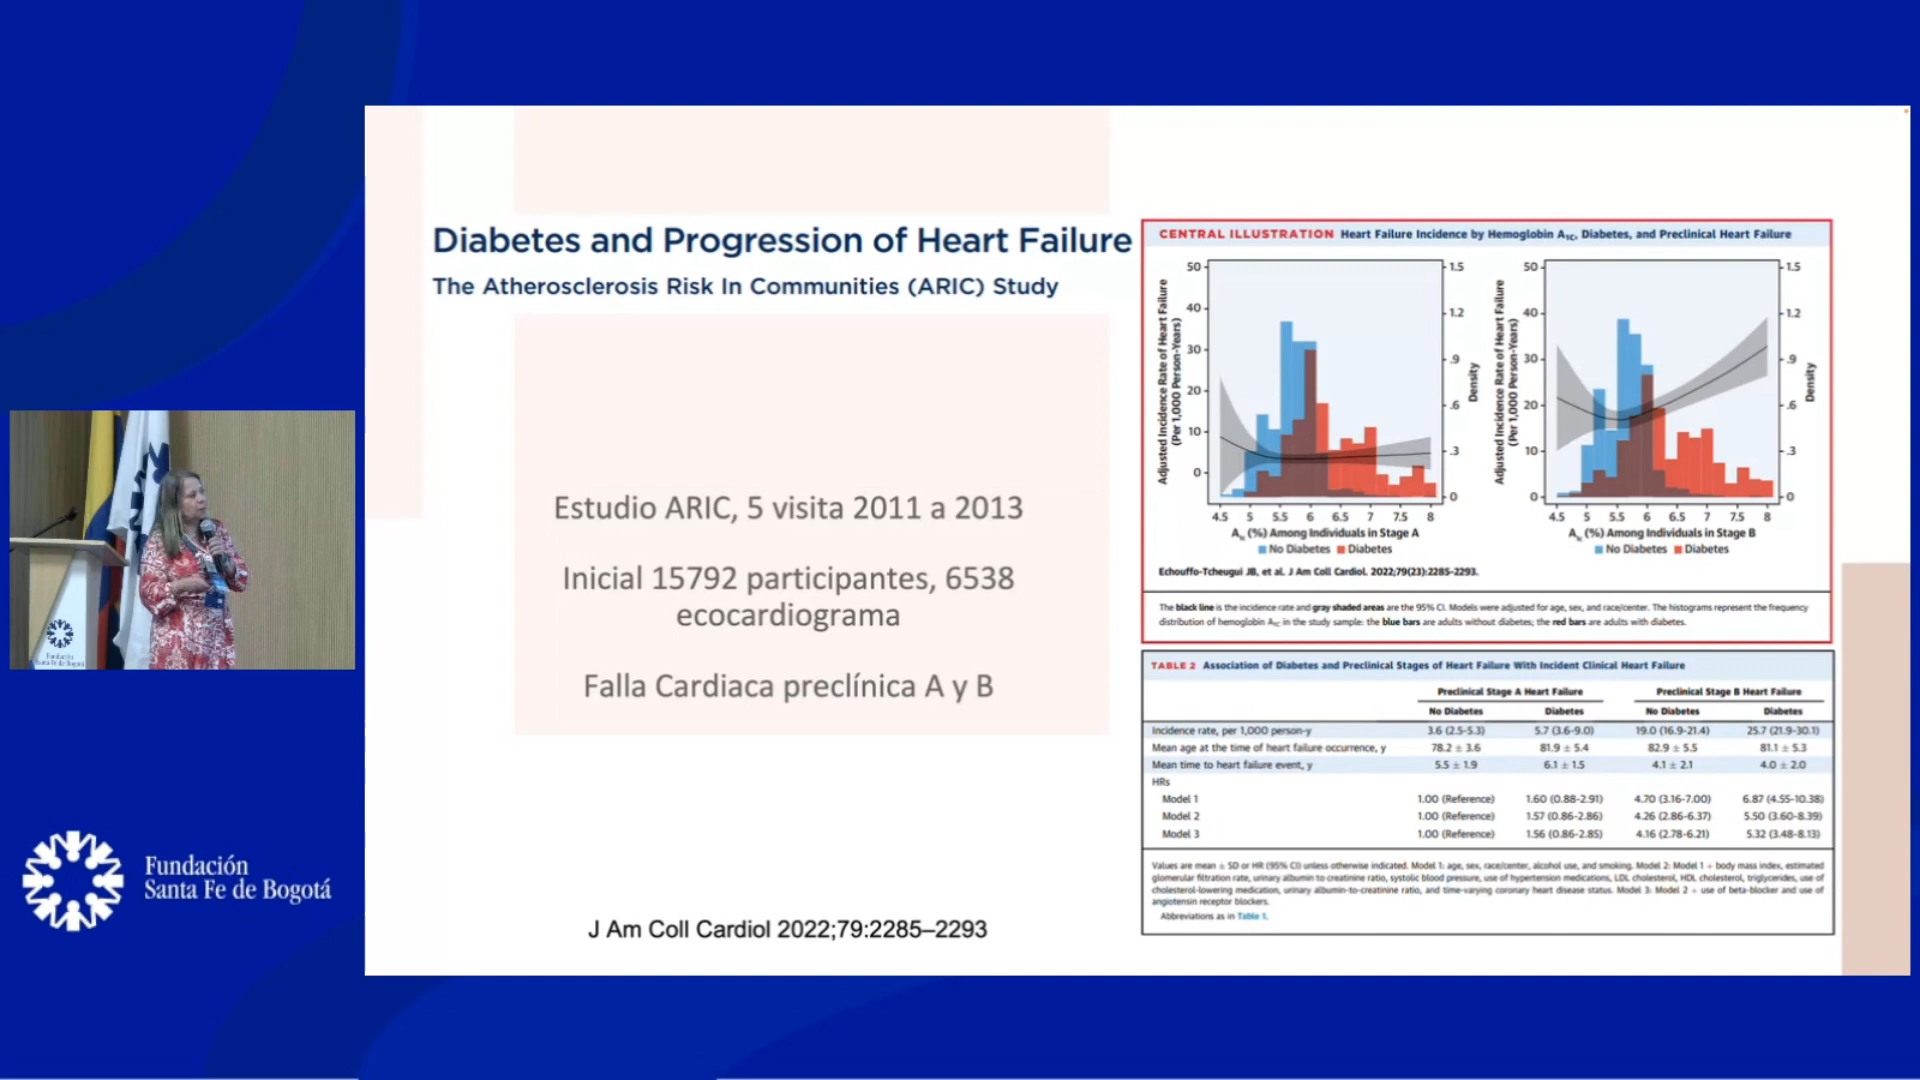 Diabetes and Progression of Heart Failure
The Atherosclerosis Risk In Communities (ARIC) Study
Estudio ARIC, 5 visita 2011 a 2013
Inicial 15792 participantes, 6538
ecocardiograma
Falla Cardiaca preclínica A y B
J Am Coll Cardiol 2022;79:2285–2293
CENTRAL ILLUSTRATION Heart Failure Incidence by Hemoglobin A1C, Diabetes, and Preclinical Heart Failure
Adjusted Incidence Rate of Heart Failure
(Per 1,000 Person-Years)
50
40
30
20
10
0
1.5
1.2
.9
.6
.3
0
Density
4.5 5 5.5 6 6.5 7 7.5 8
A1c (%) Among Individuals in Stage A
No Diabetes Diabetes
Adjusted Incidence Rate of Heart Failure
(Per 1,000 Person-Years)
50
40
30
20
10
0
1.5
1.2
.9
.6
.3
0
Density
4.5 5 5.5 6 6.5 7 7.5 8
A1c (%) Among Individuals in Stage B
No Diabetes Diabetes
Echouffo-Tcheugui JB, et al. J Am Coll Cardiol. 2022;79(23):2285-2293.
The black line is the incidence rate and gray shaded areas are the 95% CI. Models were adjusted for age, sex, and race/center. The histograms represent the frequency
distribution of hemoglobin A1C in the study sample: the blue bars are adults without diabetes; the red bars are adults with diabetes.
TABLE 2 Association of Diabetes and Preclinical Stages of Heart Failure With Incident Clinical Heart Failure
Preclinical Stage A Heart Failure Preclinical Stage B Heart Failure
No Diabetes Diabetes No Diabetes Diabetes
Incidence rate, per 1,000 person-y 3.6 (2.5-5.3) 5.7 (3.6-9.0) 19.0 (16.9-21.4) 25.7 (21.9-30.1)
Mean age at the time of heart failure occurrence, y 78.2 ± 3.6 81.9 ± 5.4 82.9 ± 5.5 81.1 ± 5.3
Mean time to heart failure event, y 5.5 ± 1.9 6.1 ± 1.5 4.1 ± 2.1 4.0 ± 2.0
HRs
Model 1 1.00 (Reference) 1.60 (0.88-2.91) 4.70 (3.16-7.00) 6.87 (4.55-10.38)
Model 2 1.00 (Reference) 1.57 (0.86-2.86) 4.26 (2.86-6.37) 5.50 (3.60-8.39)
Model 3 1.00 (Reference) 1.56 (0.86-2.85) 4.16 (2.78-6.21) 5.32 (3.48-8.13)
Values are mean ± SD or HR (95% CI) unless otherwise indicated. Model 1: age, sex, race/center, alcohol use, and smoking. Model 2: Model 1 + body mass index, estimated
glomerular filtration rate, urinary albumin to creatinine ratio, systolic blood pressure, use of hypertension medications, LDL cholesterol, HDL cholesterol, triglycerides, use of
cholesterol-lowering medication, urinary albumin-to-creatinine ratio, and time-varying coronary heart disease status. Model 3: Model 2 + use of beta-blocker and use of
angiotensin receptor blockers.
Abbreviations as in Table 1.
Fundación
Santa Fe de Bogotá
Fundación
Santa Fe de Bogotá